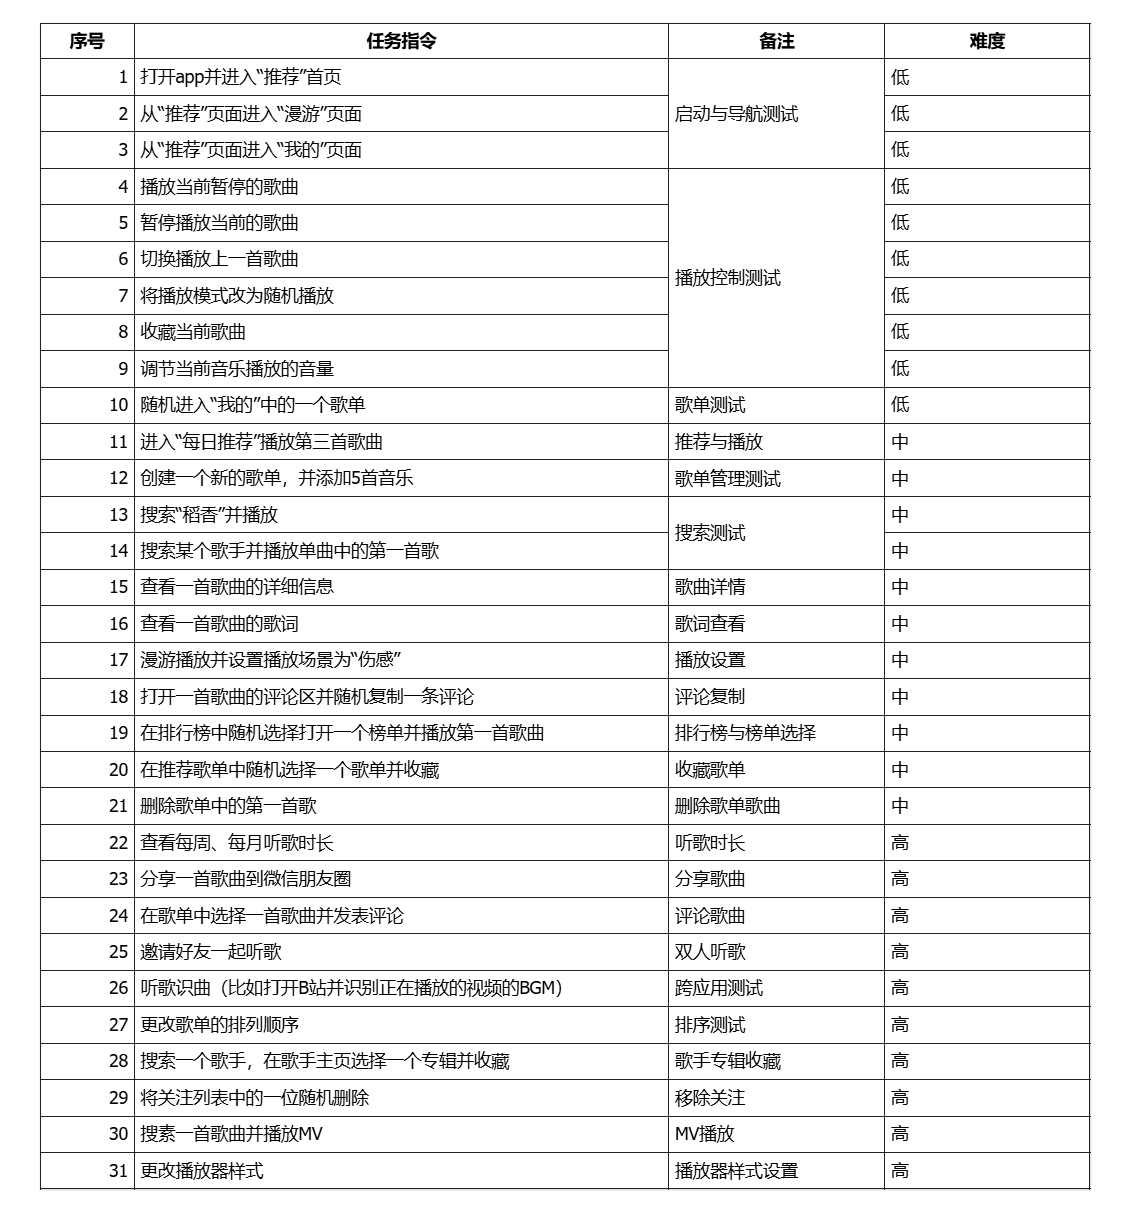 序号 任务指令 备注 难度
1 打开app并进入“推荐”首页 低
2 从“推荐”页面进入“漫游”页面 启动与导航测试 低
3 从“推荐”页面进入“我的”页面 低
4 播放当前暂停的歌曲 低
5 暂停播放当前的歌曲 低
6 切换播放上一首歌曲 低
播放控制测试
7 将播放模式改为随机播放 低
8 收藏当前歌曲 低
9 调节当前音乐播放的音量 低
10 随机进入“我的”中的一个歌单 歌单测试 低
11 进入“每日推荐”播放第三首歌曲 推荐与播放 中
12 创建一个新的歌单，并添加5首音乐 歌单管理测试 中
13 搜索“稻香”并播放 中
搜索测试
14 搜索某个歌手并播放单曲中的第一首歌 中
15 查看一首歌曲的详细信息 歌曲详情 中
16 查看一首歌曲的歌词 歌词查看 中
17 漫游播放并设置播放场景为“伤感” 播放设置 中
18 打开一首歌曲的评论区并随机复制一条评论 评论复制 中
19 在排行榜中随机选择打开一个榜单并播放第一首歌曲 排行榜与榜单选择 中
20 在推荐歌单中随机选择一个歌单并收藏 收藏歌单 中
21 删除歌单中的第一首歌 删除歌单歌曲 中
22 查看每周、每月听歌时长 听歌时长 高
23 分享一首歌曲到微信朋友圈 分享歌曲 高
24 在歌单中选择一首歌曲并发表评论 评论歌曲 高
25 邀请好友一起听歌 双人听歌 高
26 听歌识曲（比如打开B站并识别正在播放的视频的BGM） 跨应用测试 高
27 更改歌单的排列顺序 排序测试 高
28 搜索一个歌手，在歌手主页选择一个专辑并收藏 歌手专辑收藏 高
29 将关注列表中的一位随机删除 移除关注 高
30 搜素一首歌曲并播放MV MV播放 高
31 更改播放器样式 播放器样式设置 高